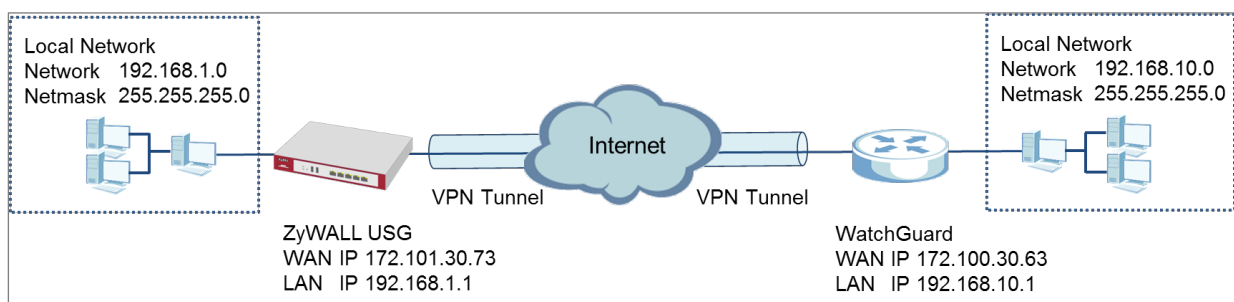 Local Network
Network 192.168.1.0
Netmask 255.255.255.0
Local Network
Network 192.168.10.0
Netmask 255.255.255.0
Internet
VPN Tunnel
VPN Tunnel
ZyWALL USG
WAN IP 172.101.30.73
LAN IP 192.168.1.1
WatchGuard
WAN IP 172.100.30.63
LAN IP 192.168.10.1